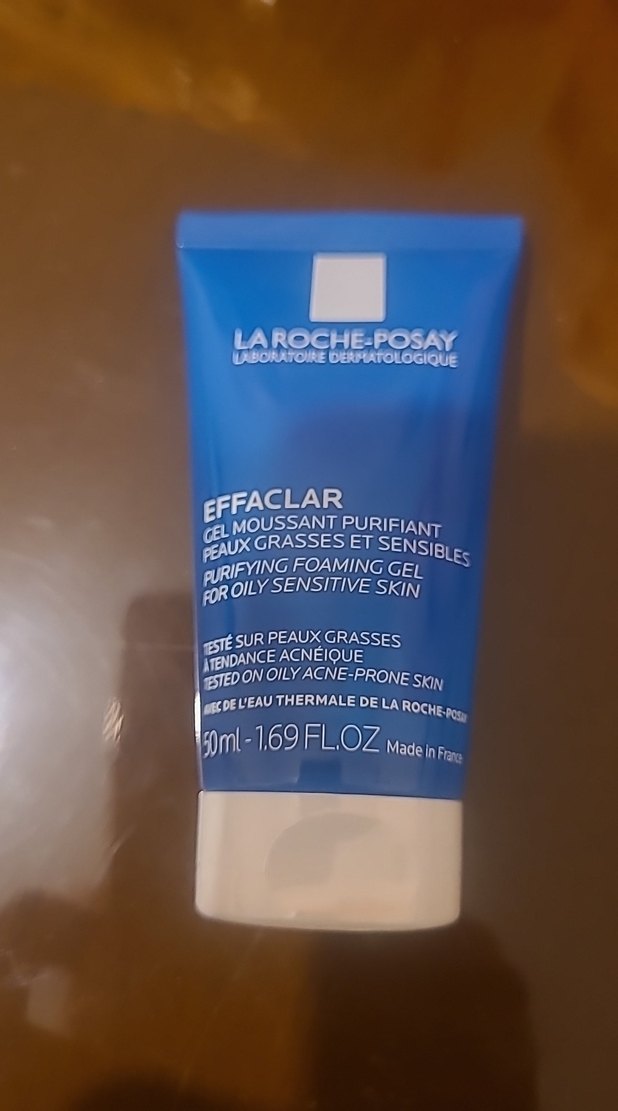 LA ROCHE-POSAY
LABORATOIRE DERMATOLOGIQUE
EFFACLAR
GEL MOUSSANT PURIFIANT
PEAUX GRASSES ET SENSIBLES
PURIFYING FOAMING GEL
FOR OILY SENSITIVE SKIN
TESTÉ SUR PEAUX GRASSES
À TENDANCE ACNÉIQUE
TESTED ON OILY ACNE-PRONE SKIN
AVEC DE L'EAU THERMALE DE LA ROCHE-POSAY
50ml - 1.69 FL.OZ Made in France